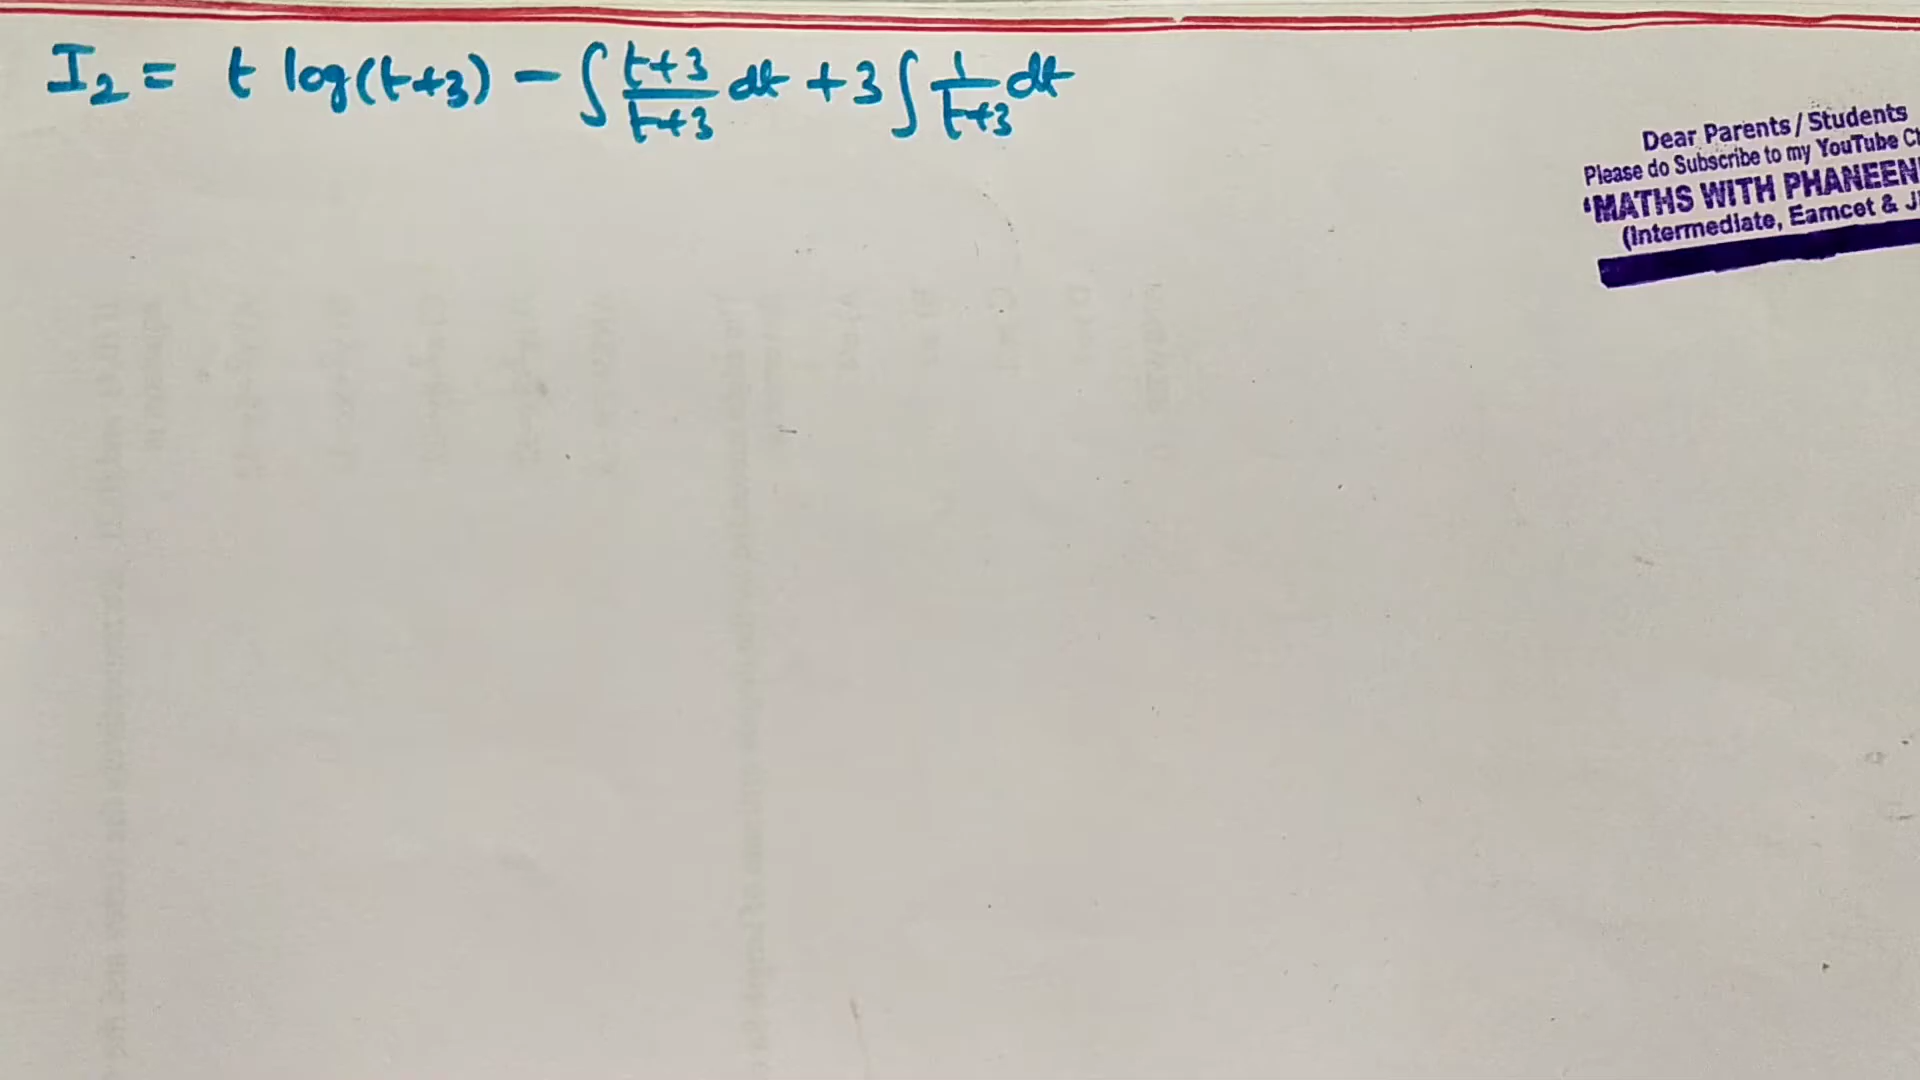 I₂ = t log(t+3) - ∫ (t+3)/(t+3) dt + 3 ∫ 1/(t+3) dt
Dear Parents / Students
Please do Subscribe to my YouTube
'MATHS WITH
(Intermediate, Eamcet &